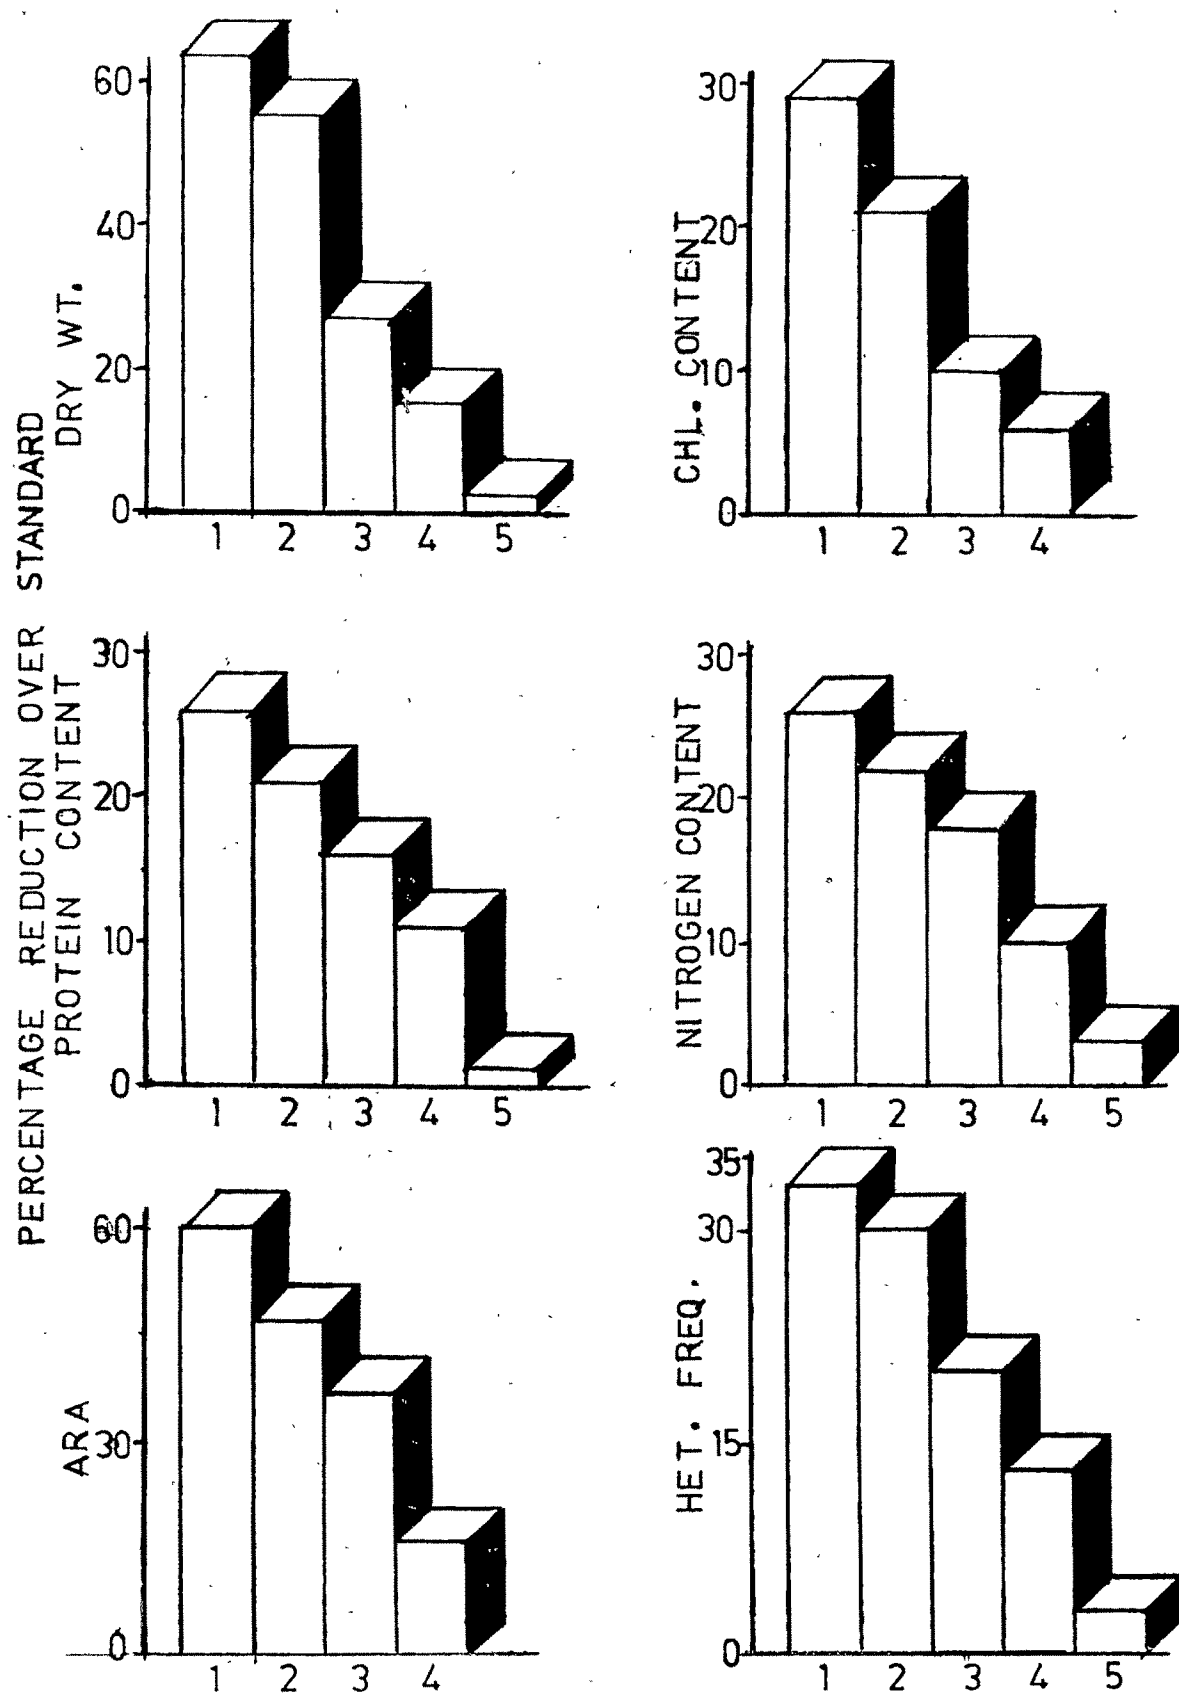 PERCENTAGE REDUCTION OVER STANDARD
DRY WT.
60
40
20
0
1 2 3 4 5
CHL. CONTENT
30
20
10
0
1 2 3 4
PROTEIN CONTENT
30
20
10
0
1 2 3 4 5
NITROGEN CONTENT
30
20
10
0
1 2 3 4 5
ARA
60
30
0
1 2 3 4
HET. FREQ.
35
30
15
0
1 2 3 4 5